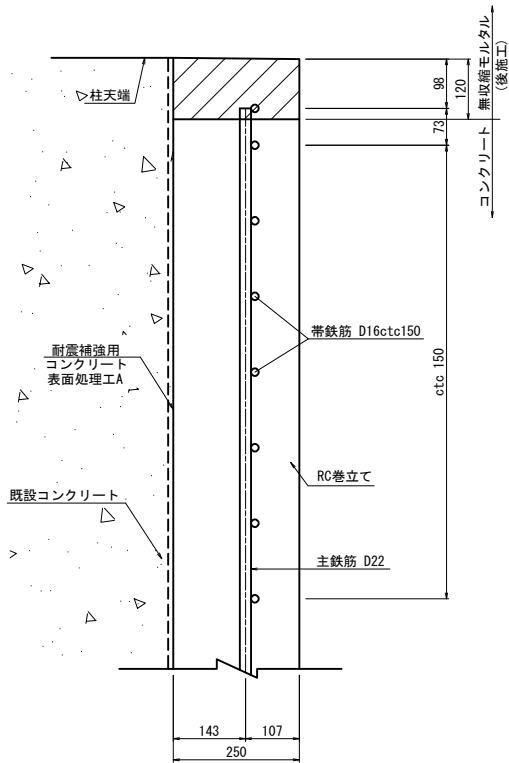 ▷柱天端
98
120
73
無収縮モルタル
(後施工)
コンクリート
帯鉄筋 D16ctc150
ctc 150
耐震補強用
コンクリート
表面処理工A
RC巻立て
既設コンクリート
主鉄筋 D22
143
107
250